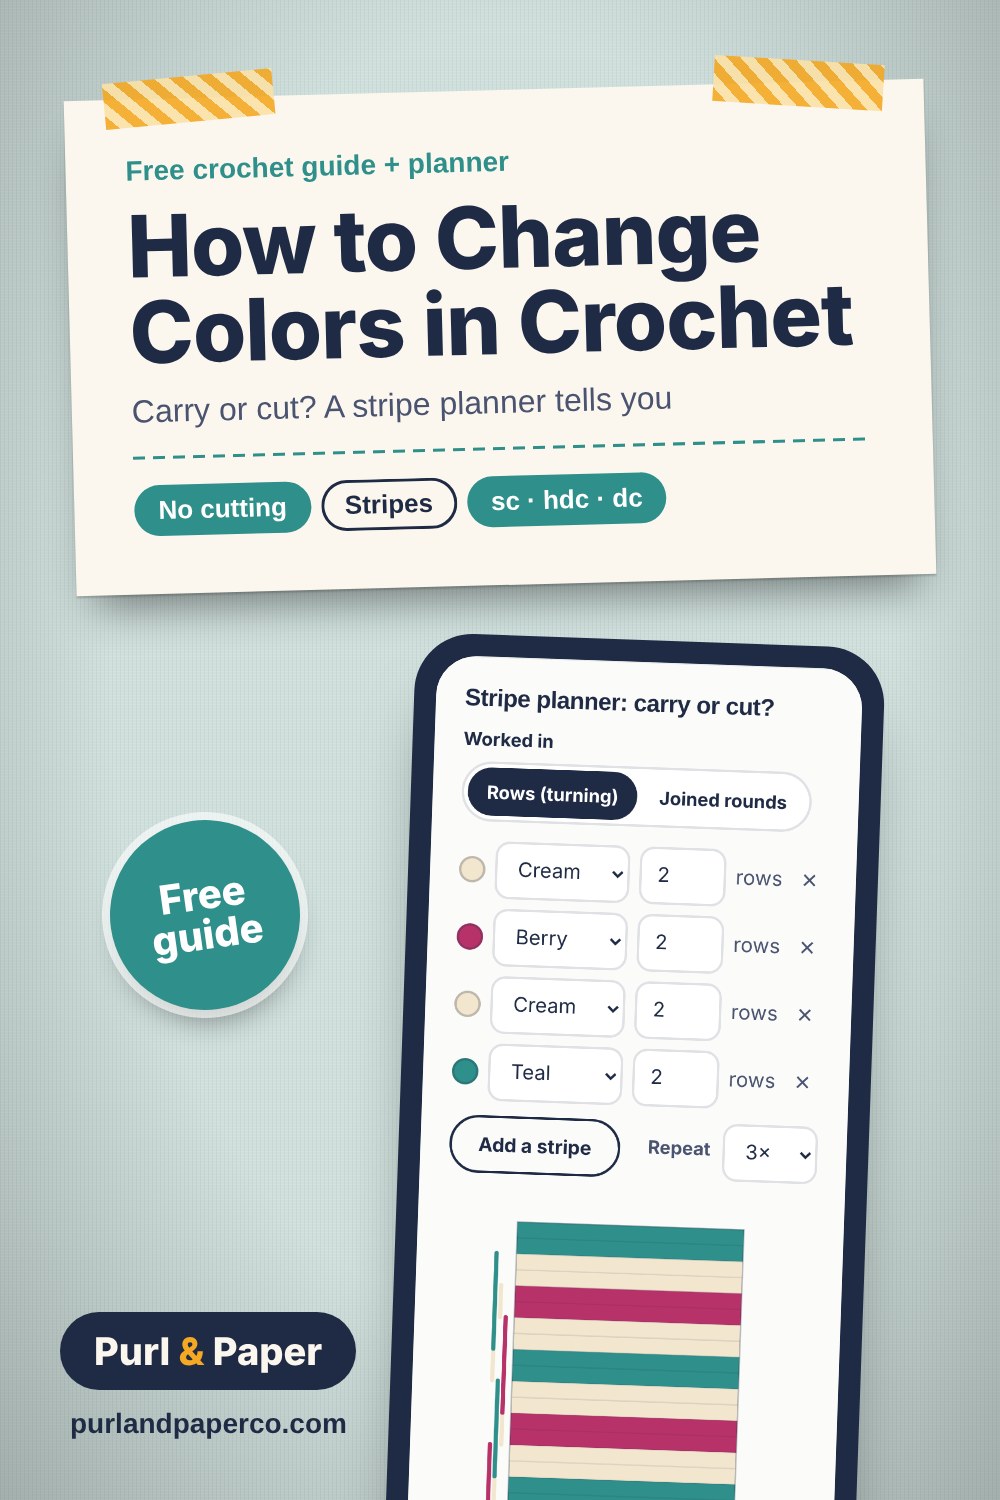 Free crochet guide + planner
How to Change
Colors in Crochet
Carry or cut? A stripe planner tells you
No cutting
Stripes
sc · hdc · dc
Stripe planner: carry or cut?
Worked in
Rows (turning)
Joined rounds
Cream
2
rows
×
Berry
2
rows
×
Cream
2
rows
×
Teal
2
rows
×
Add a stripe
Repeat
3×
Free
guide
Purl & Paper
purlandpaperco.com